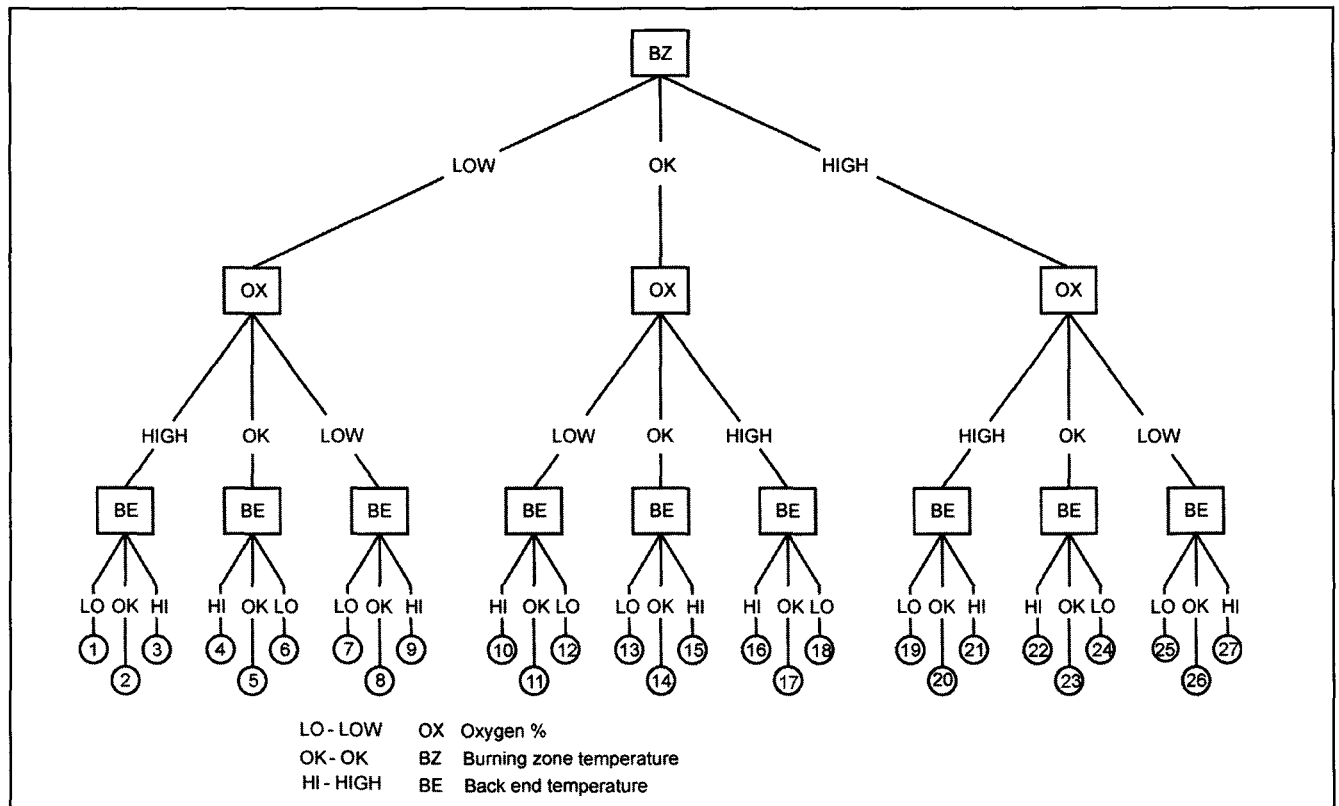 BZ
LOW OK HIGH
OX OX OX
HIGH OK LOW LOW OK HIGH HIGH OK LOW
BE BE BE BE BE BE BE BE BE
LO OK HI HI OK LO LO OK HI HI OK LO LO OK HI HI OK LO LO OK HI HI OK LO LO OK HI
1 3 4 6 7 9 10 12 13 15 16 18 19 21 22 24 25 27
2 5 8 11 14 17 20 23 26
LO - LOW OX Oxygen %
OK - OK BZ Burning zone temperature
HI - HIGH BE Back end temperature